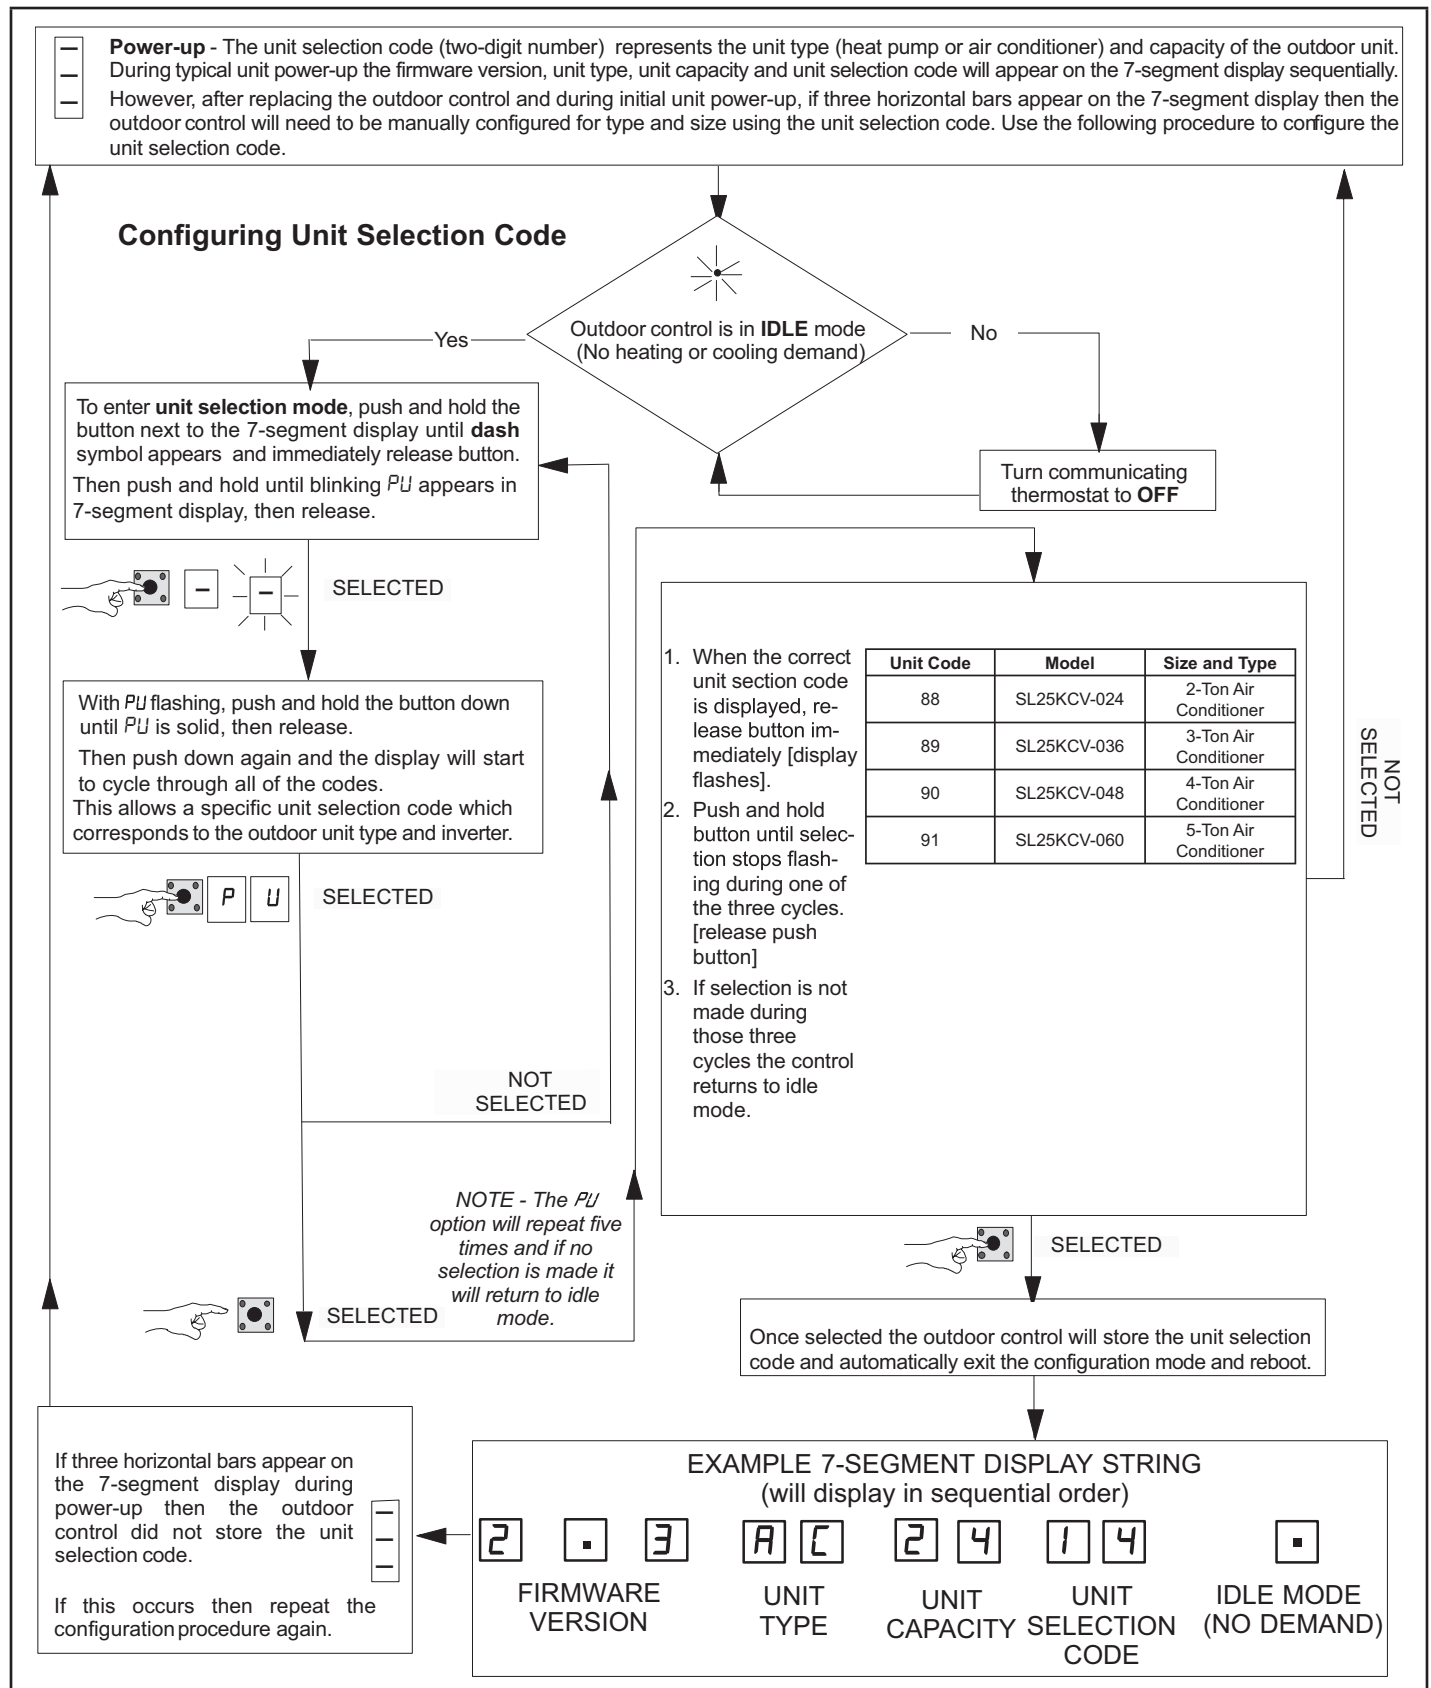 Power-up - The unit selection code (two-digit number) represents the unit type (heat pump or air conditioner) and capacity of the outdoor unit.
During typical unit power-up the firmware version, unit type, unit capacity and unit selection code will appear on the 7-segment display sequentially.
However, after replacing the outdoor control and during initial unit power-up, if three horizontal bars appear on the 7-segment display then the
outdoor control will need to be manually configured for type and size using the unit selection code. Use the following procedure to configure the
unit selection code.
Configuring Unit Selection Code
Outdoor control is in IDLE mode
(No heating or cooling demand)
Yes
No
To enter unit selection mode, push and hold the
button next to the 7-segment display until dash
symbol appears and immediately release button.
Then push and hold until blinking PU appears in
7-segment display, then release.
Turn communicating
thermostat to OFF
–
–
SELECTED
With PU flashing, push and hold the button down
until PU is solid, then release.
Then push down again and the display will start
to cycle through all of the codes.
This allows a specific unit selection code which
corresponds to the outdoor unit type and inverter.
P U SELECTED
NOT
SELECTED
NOTE - The PU
option will repeat five
times and if no
selection is made it
will return to idle
mode.
SELECTED
1. When the correct
unit section code
is displayed, re-
lease button im-
mediately [display
flashes].
2. Push and hold
button until selec-
tion stops flash-
ing during one of
the three cycles.
[release push
button]
3. If selection is not
made during
those three
cycles the control
returns to idle
mode.
Unit Code Model Size and Type
88 SL25KCV-024 2-Ton Air
Conditioner
89 SL25KCV-036 3-Ton Air
Conditioner
90 SL25KCV-048 4-Ton Air
Conditioner
91 SL25KCV-060 5-Ton Air
Conditioner
NOT
SELECTED
SELECTED
Once selected the outdoor control will store the unit selection
code and automatically exit the configuration mode and reboot.
EXAMPLE 7-SEGMENT DISPLAY STRING
(will display in sequential order)
2 . 3 A C 2 4 1 4 .
FIRMWARE
VERSION
UNIT
TYPE
UNIT
CAPACITY
UNIT
SELECTION
CODE
IDLE MODE
(NO DEMAND)
If three horizontal bars appear on
the 7-segment display during
power-up then the outdoor
control did not store the unit
selection code.
If this occurs then repeat the
configuration procedure again.